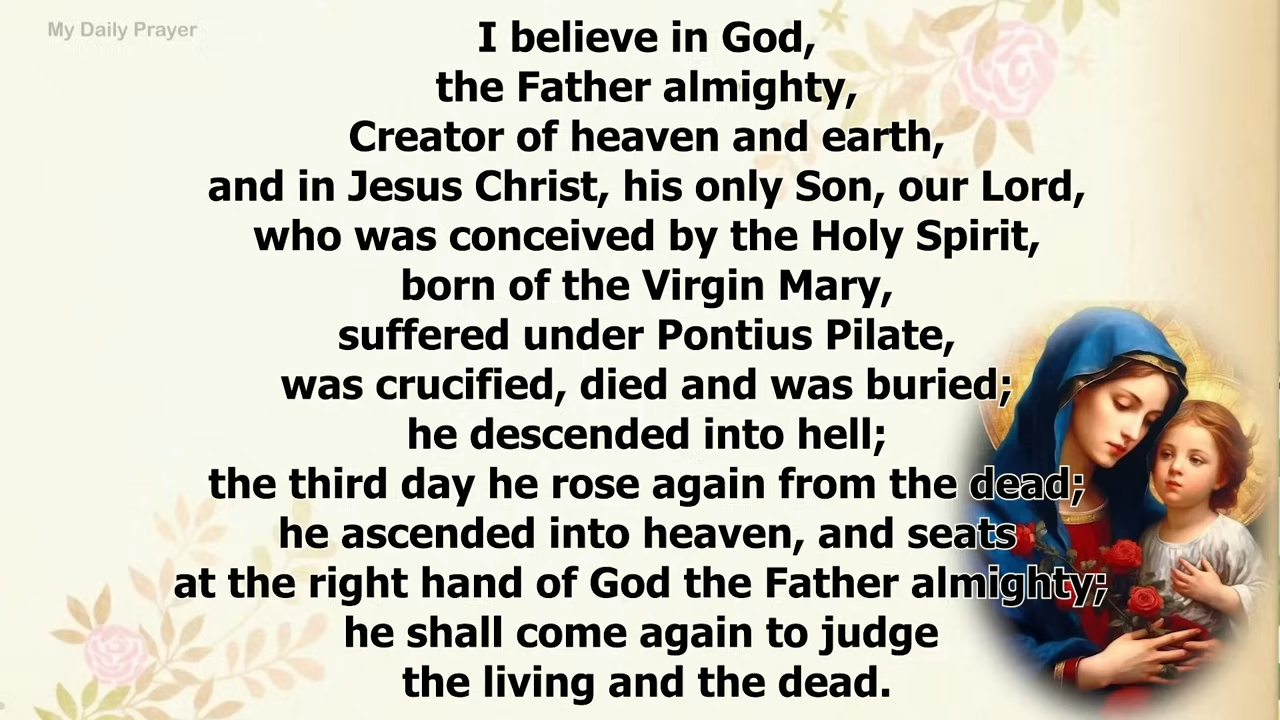 My Daily Prayer
I believe in God,
the Father almighty,
Creator of heaven and earth,
and in Jesus Christ, his only Son, our Lord,
who was conceived by the Holy Spirit,
born of the Virgin Mary,
suffered under Pontius Pilate,
was crucified, died and was buried;
he descended into hell;
the third day he rose again from the dead;
he ascended into heaven, and seats
at the right hand of God the Father almighty;
he shall come again to judge
the living and the dead.